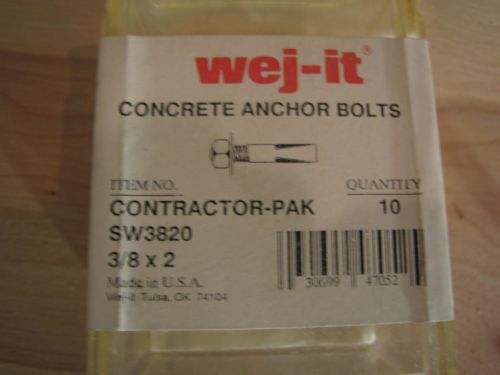 wej-it®
CONCRETE ANCHOR BOLTS
ITEM NO. QUANTITY
CONTRACTOR-PAK 10
SW3820
3/8 x 2
Made in U.S.A.
Wej-it Tulsa, OK 74104
30699 47052